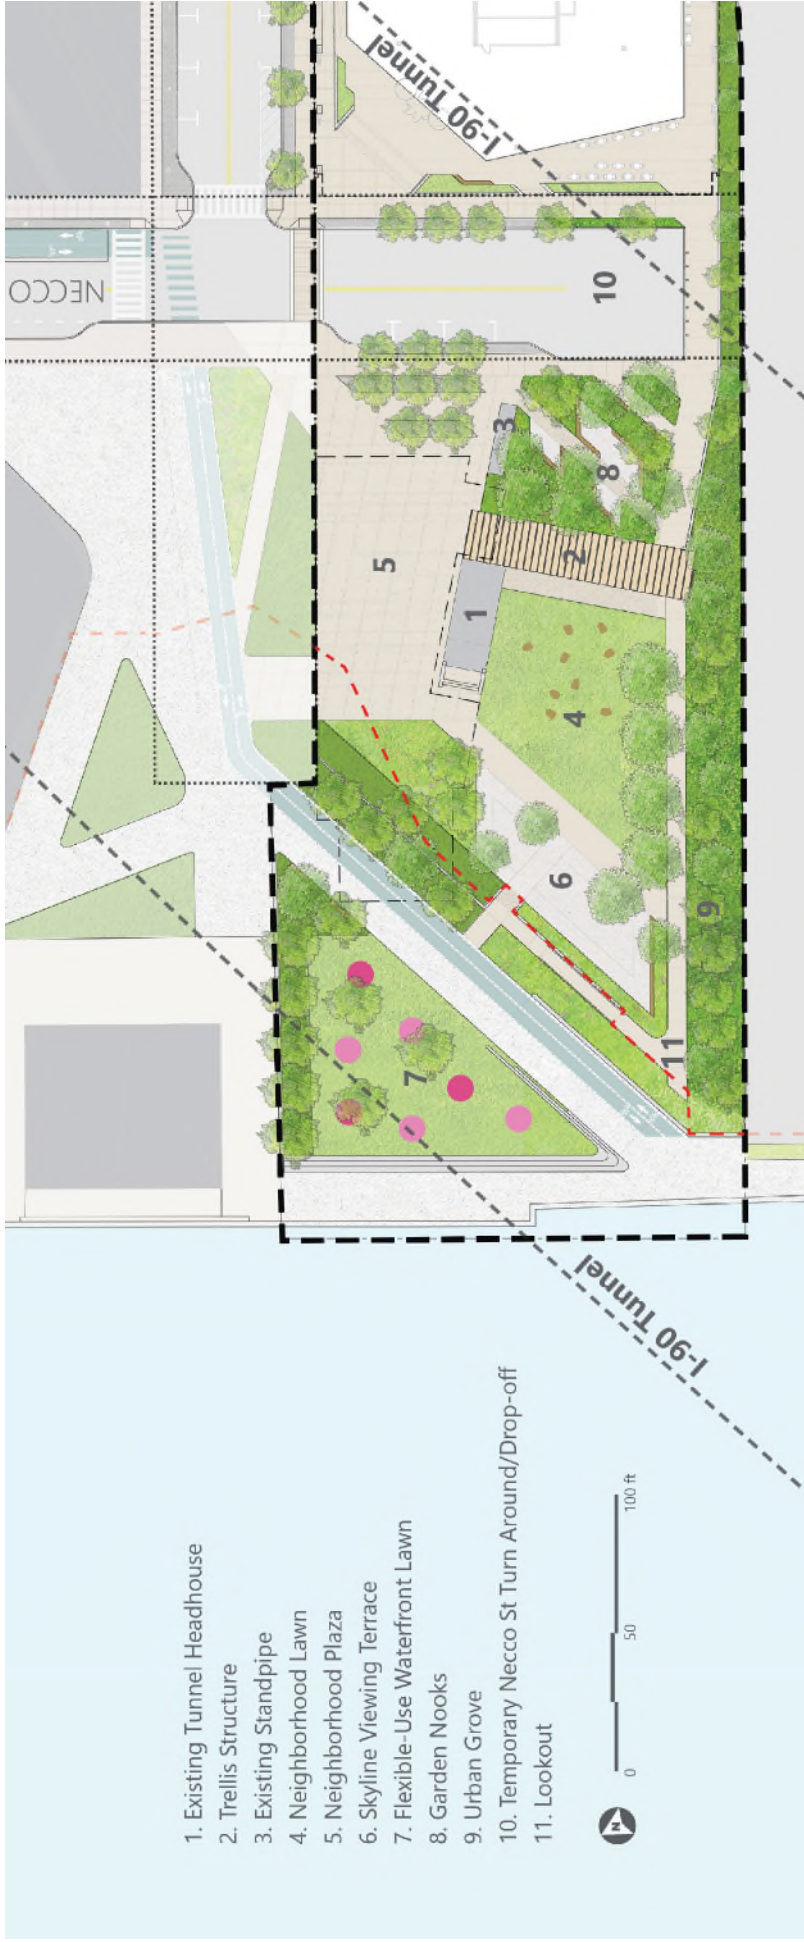 I-90 Tunnel
NECCO
10
3
8
5
2
1
4
6
9
7
11
I-90 Tunnel
1. Existing Tunnel Headhouse
2. Trellis Structure
3. Existing Standpipe
4. Neighborhood Lawn
5. Neighborhood Plaza
6. Skyline Viewing Terrace
7. Flexible-Use Waterfront Lawn
8. Garden Nooks
9. Urban Grove
10. Temporary Necco St Turn Around/Drop-off
11. Lookout
N
0
50
100 ft